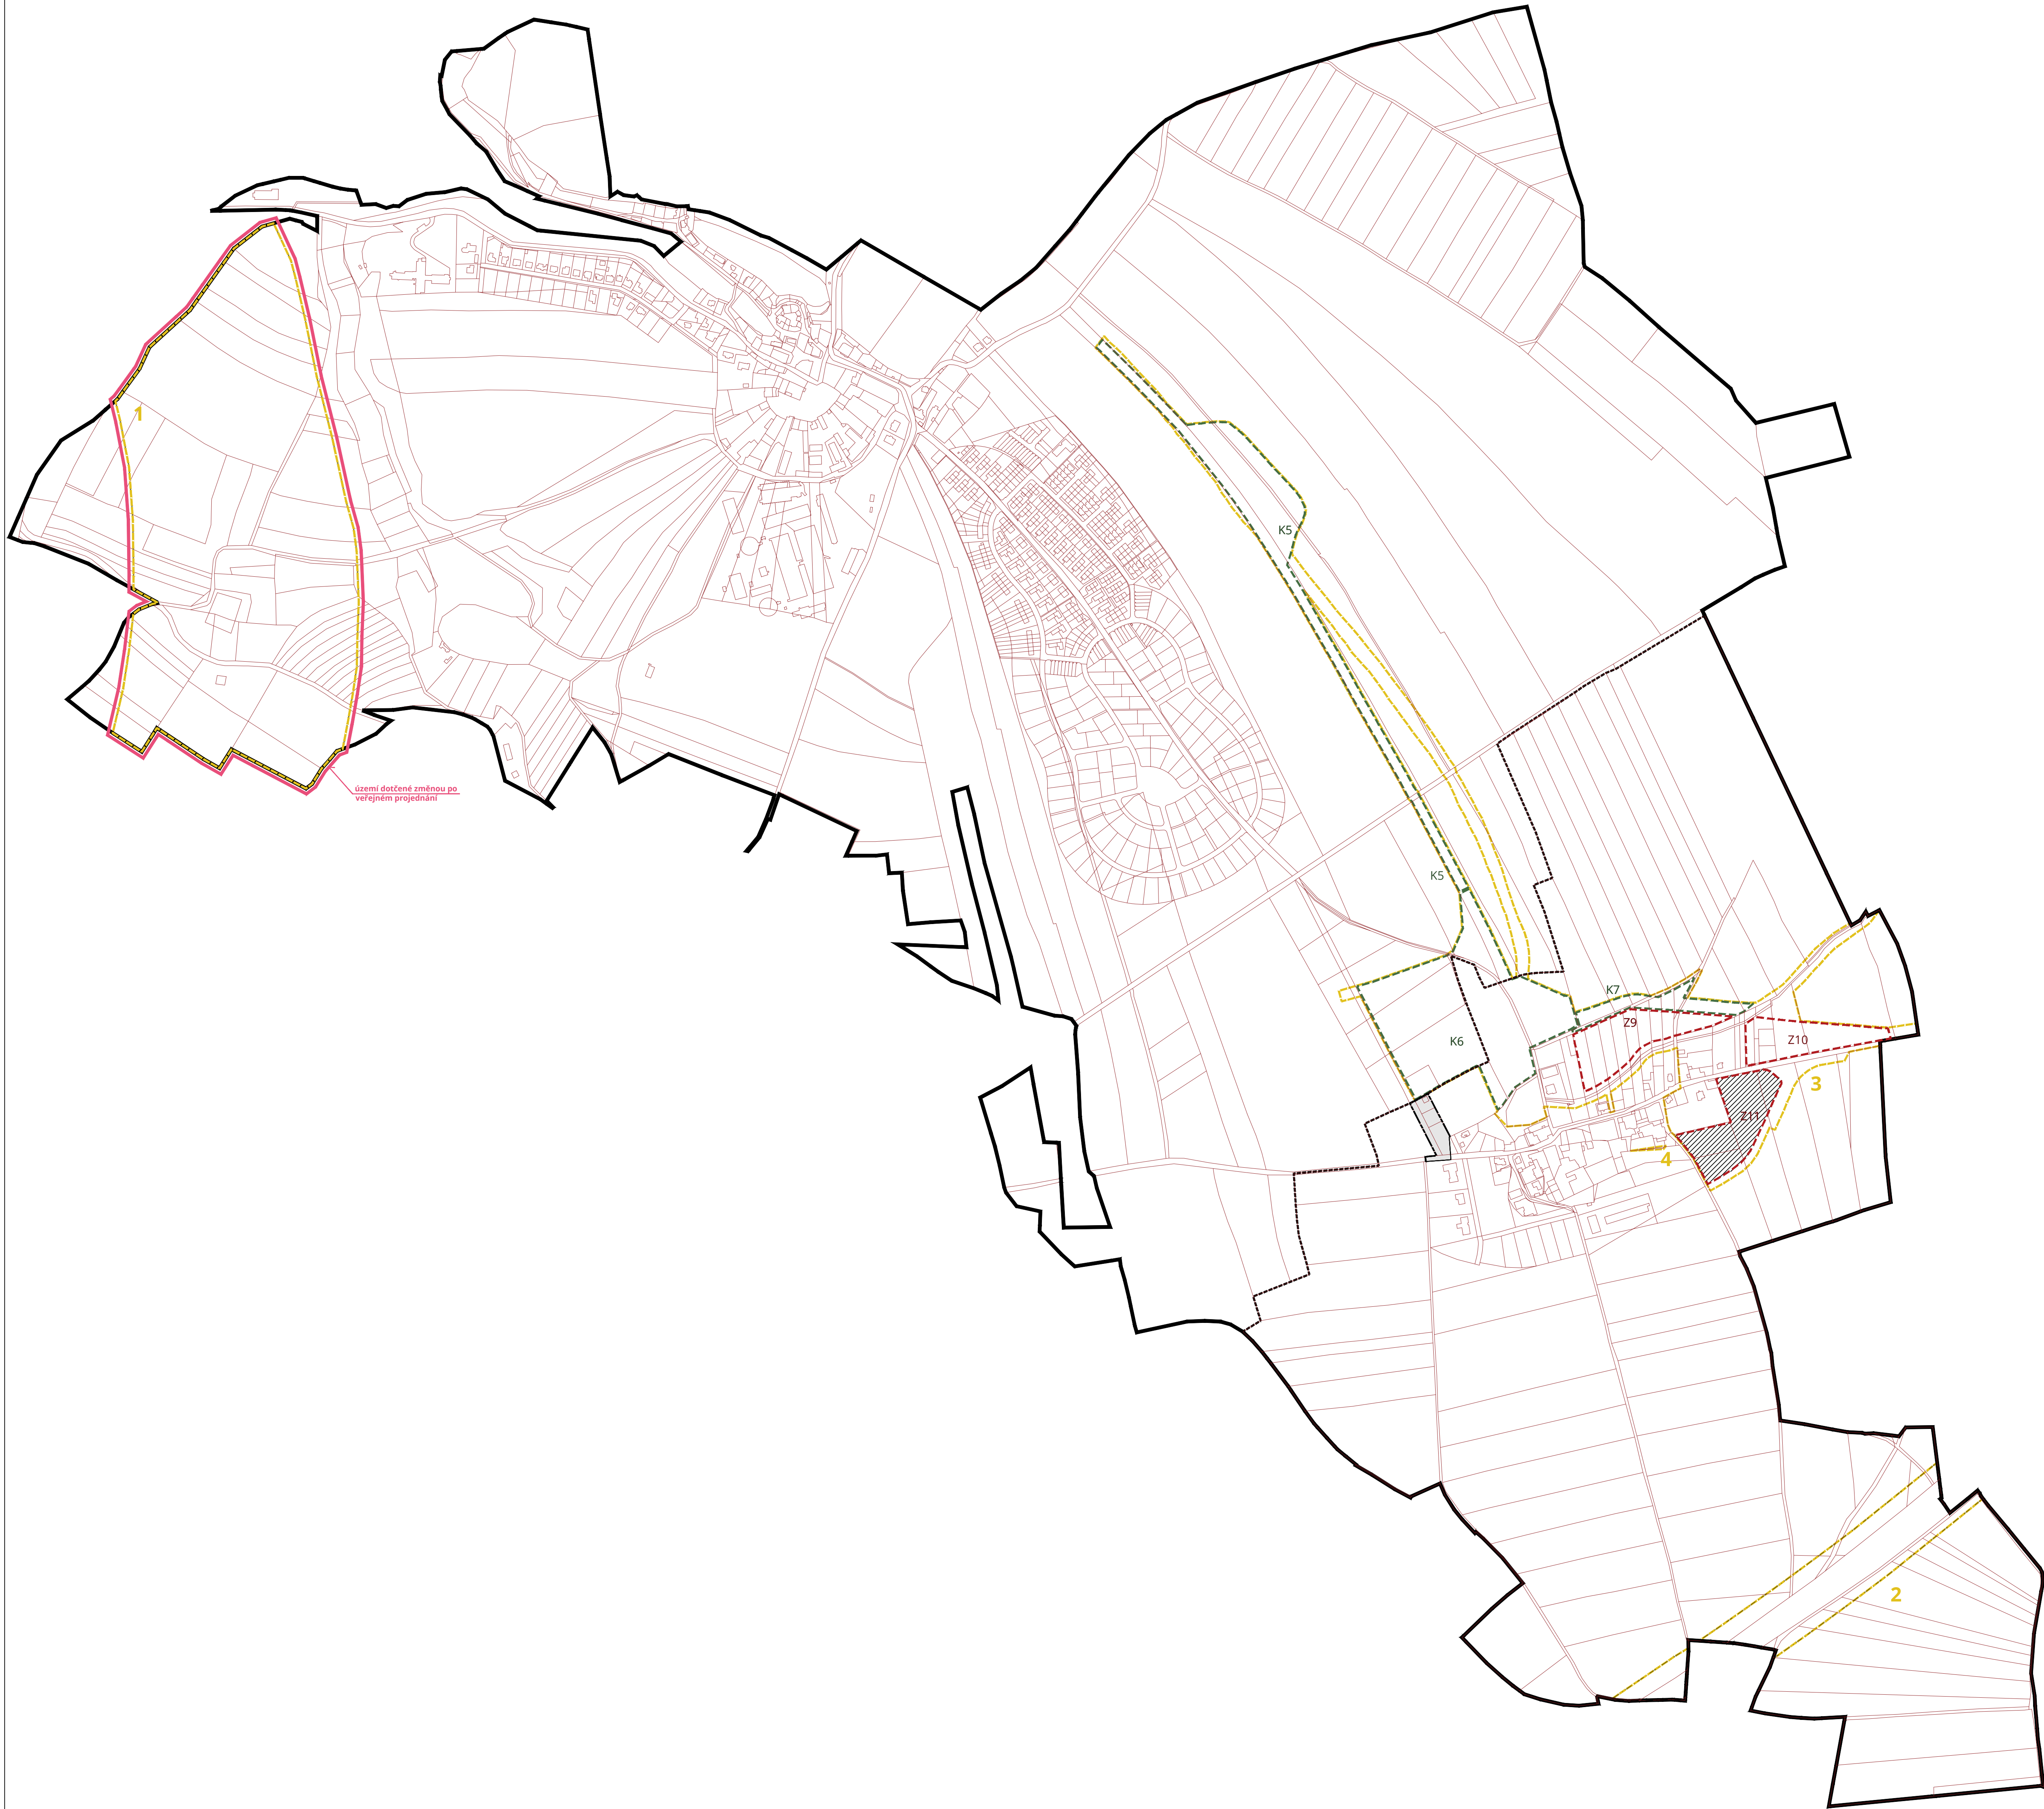 1
K5
území dotčené změnou po
veřejném projednání
K5
K7
Z9
K6
Z10
3
Z11
4
2